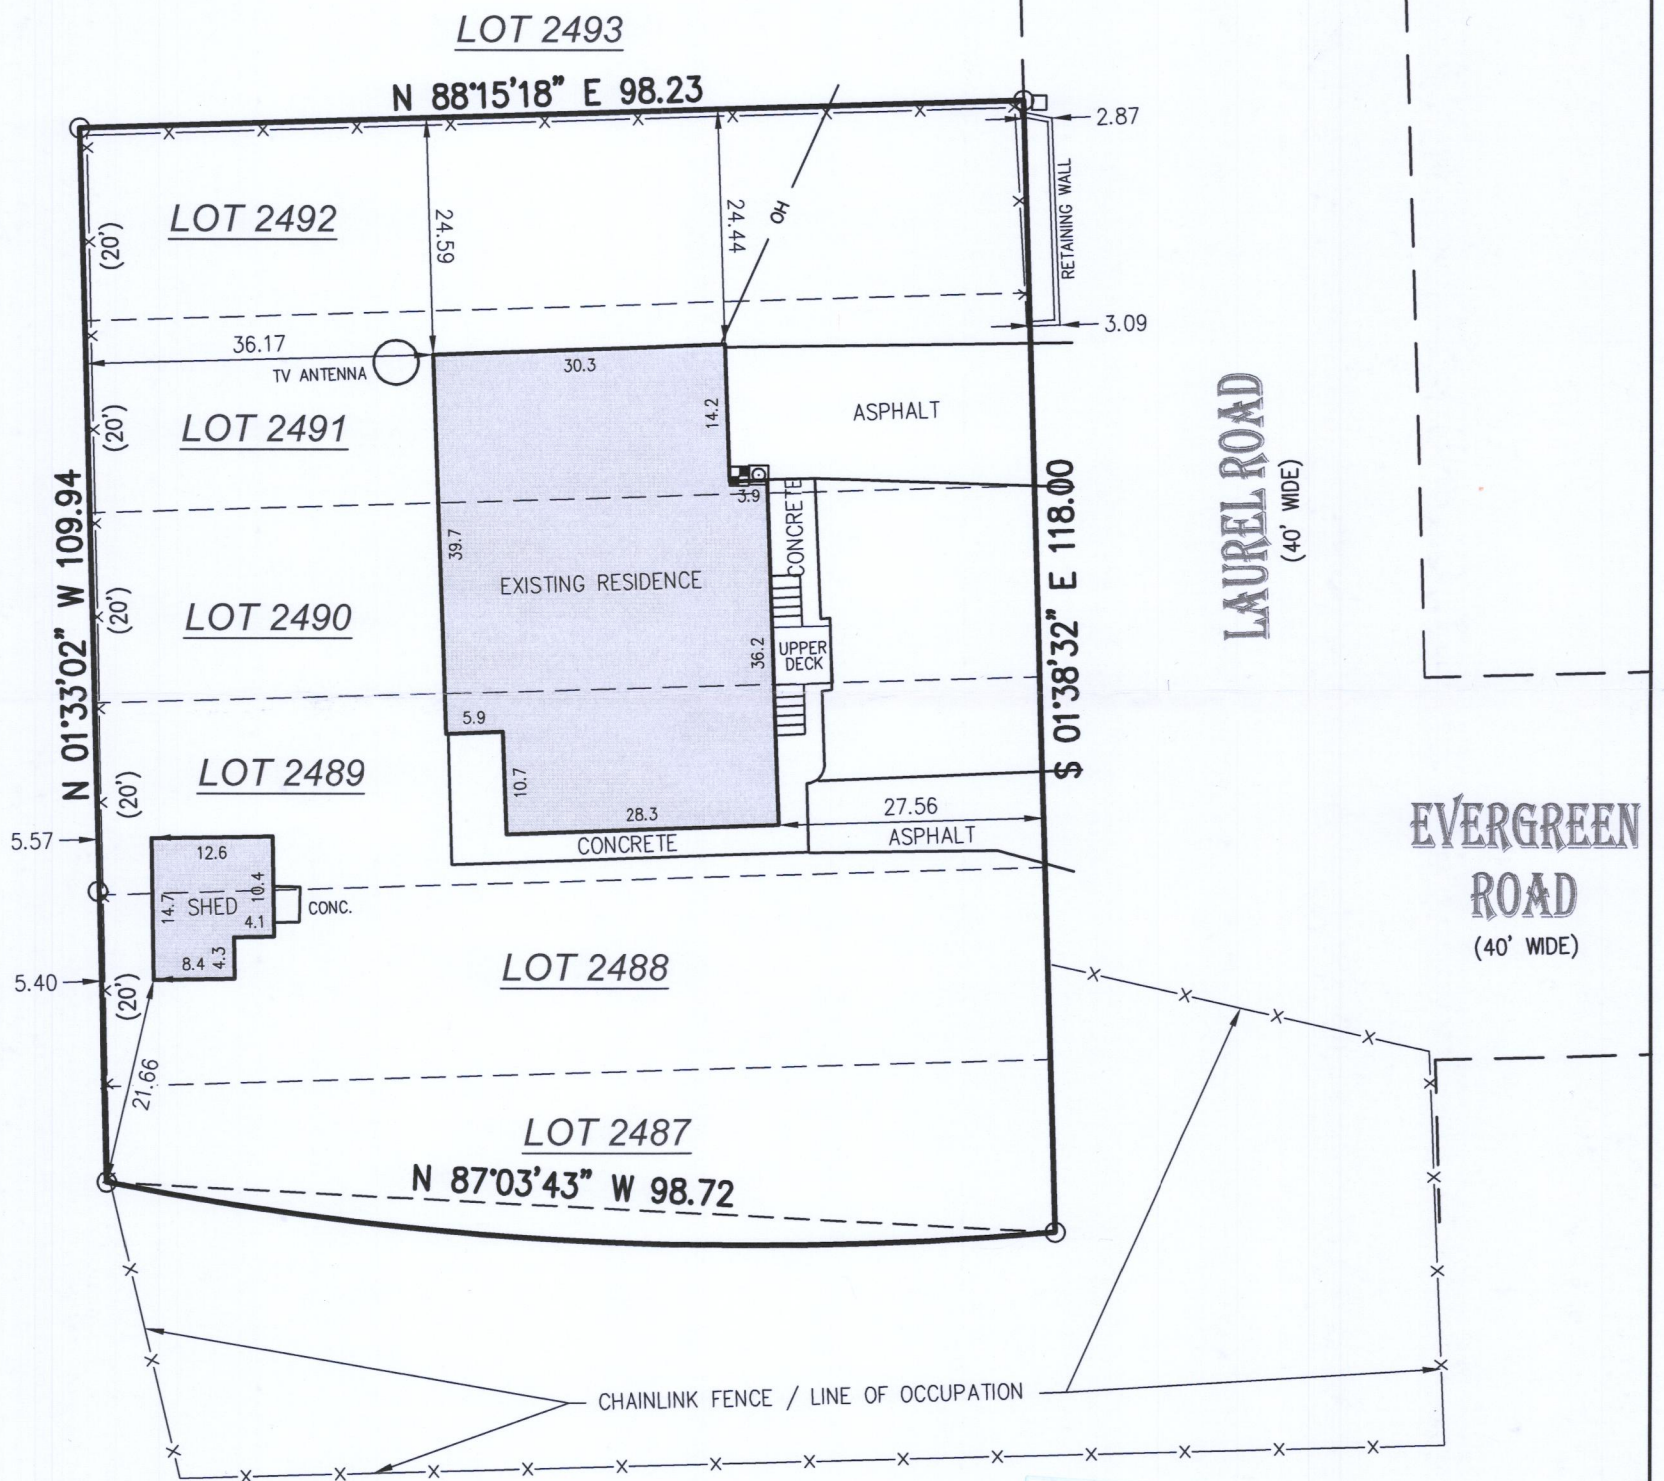 LOT 2493
N 88°15'18" E 98.23
2.87
RETAINING WALL
LOT 2492
(20')
24.59
24.44
HO
3.09
36.17
TV ANTENNA
30.3
14.2
ASPHALT
LOT 2491
(20')
3.9
CONCRETE
39.7
EXISTING RESIDENCE
LOT 2490
(20')
36.2
UPPER
DECK
N 01°33'02" W 109.94
S 01°38'32" E 118.00
LAUREL ROAD
(40' WIDE)
5.9
10.7
28.3
LOT 2489
(20')
27.56
ASPHALT
CONCRETE
5.57
12.6
10.4
14.7
SHED
4.1
CONC.
8.4
4.3
5.40
(20')
EVERGREEN
ROAD
(40' WIDE)
LOT 2488
21.66
LOT 2487
N 87°03'43" W 98.72
CHAINLINK FENCE / LINE OF OCCUPATION